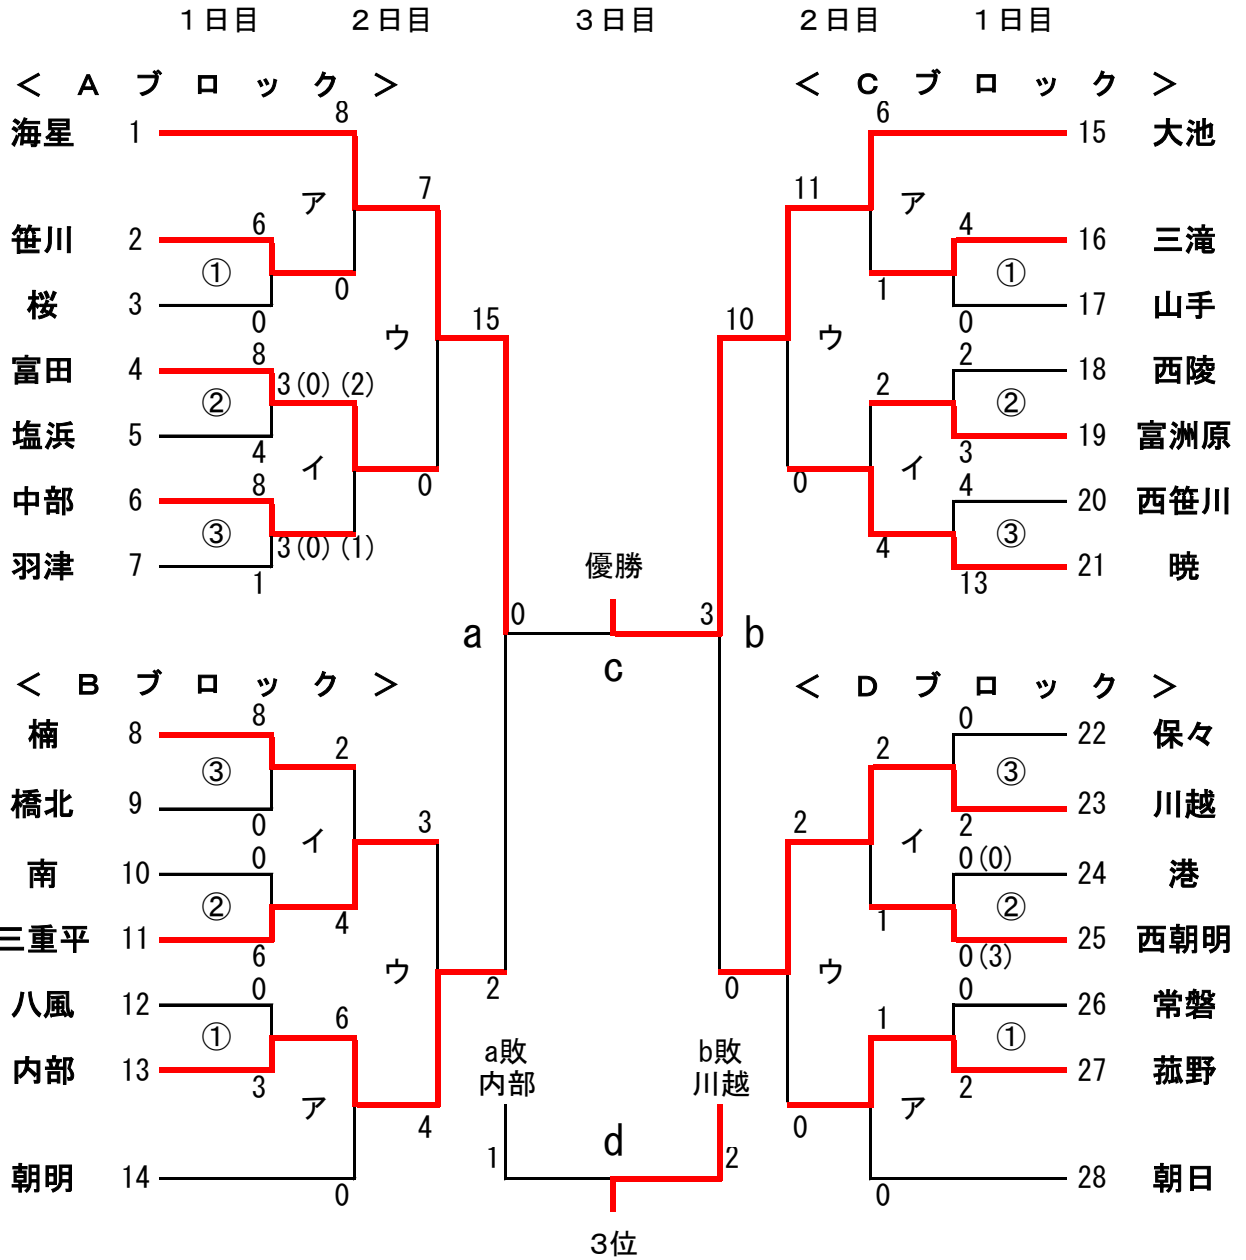 １日目 ２日目 ３日目 ２日目 １日目
＜ Ａ ブ ロ ッ ク ＞ ＜ Ｃ ブ ロ ッ ク ＞
8 6
海星 1 15 大池
ア 7 11 ア
笹川 2 6 4 16 三滝
① ①
0 1
桜 3 17 山手
0 15 10 0
ウ ウ
富田 4 8 2 18 西陵
3(0)(2) 2
② ②
塩浜 5 19 富洲原
4 3
イ イ
0 0
中部 6 8 4 20 西笹川
③ ③
3(0)(1) 4
羽津 7 優勝 21 暁
1 13
0 3
a b
c
＜ Ｂ ブ ロ ッ ク ＞ ＜ Ｄ ブ ロ ッ ク ＞
8 0
楠 8 22 保々
2 2
③ ③
橋北 9 23 川越
0 3 2 2
イ イ
0 0(0)
南 10 24 港
② ②
4 1
三重平 11 25 西朝明
6 0(3)
ウ ウ
0 2 0 0
八風 12 26 常磐
6 1
① ①
a敗 b敗
内部 13 内部 川越 27 菰野
3 2
ア ア
4 0
d
1 2
朝明 14 28 朝日
0 0
３位